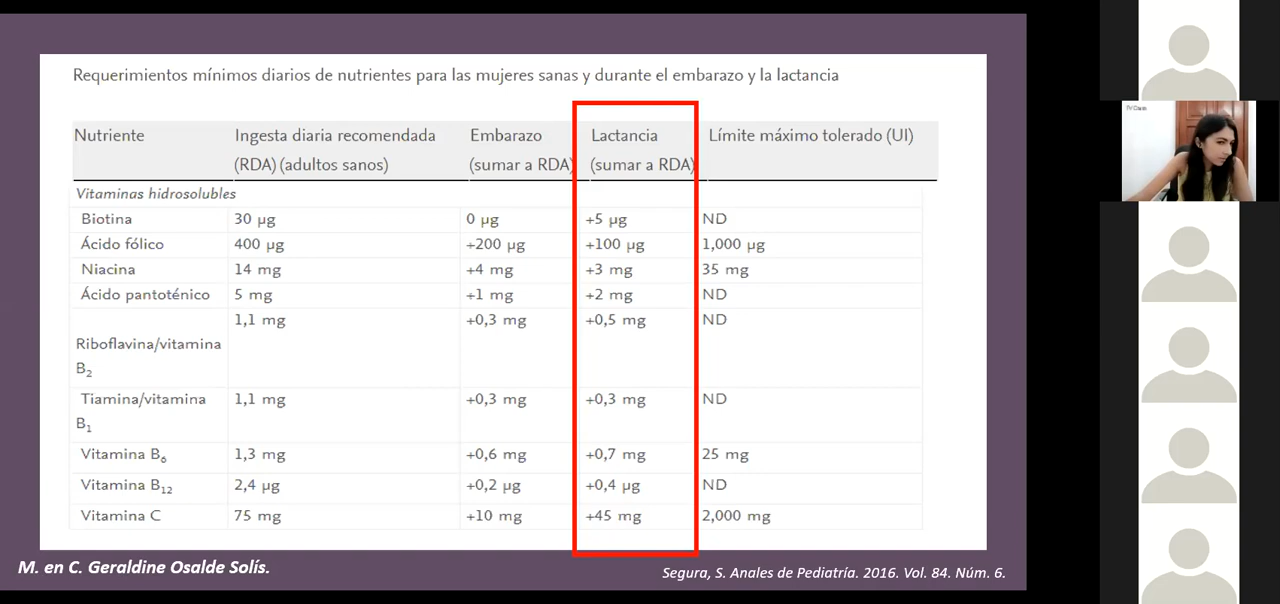 Requerimientos mínimos diarios de nutrientes para las mujeres sanas y durante el embarazo y la lactancia
Nutriente Ingesta diaria recomendada (RDA) (adultos sanos) Embarazo (sumar a RDA) Lactancia (sumar a RDA) Límite máximo tolerado (UI)
Vitaminas hidrosolubles
Biotina 30 µg 0 µg +5 µg ND
Ácido fólico 400 µg +200 µg +100 µg 1,000 µg
Niacina 14 mg +4 mg +3 mg 35 mg
Ácido pantoténico 5 mg +1 mg +2 mg ND
Riboflavina/vitamina B2 1,1 mg +0,3 mg +0,5 mg ND
Tiamina/vitamina B1 1,1 mg +0,3 mg +0,3 mg ND
Vitamina B6 1,3 mg +0,6 mg +0,7 mg 25 mg
Vitamina B12 2,4 µg +0,2 µg +0,4 µg ND
Vitamina C 75 mg +10 mg +45 mg 2,000 mg
M. en C. Geraldine Osalde Solís.
Segura, S. Anales de Pediatría. 2016. Vol. 84. Núm. 6.